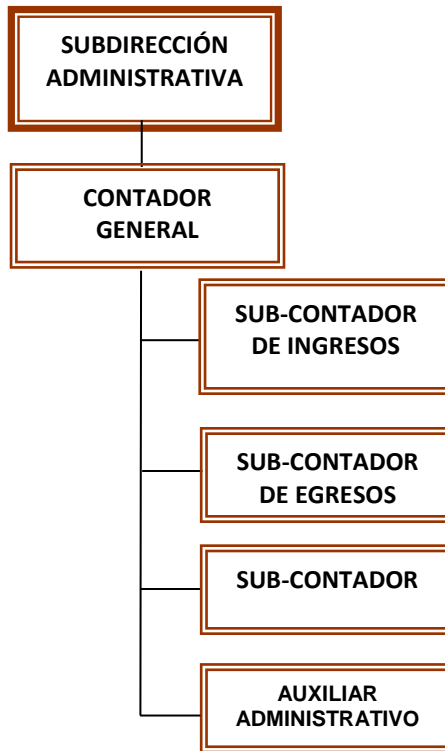 SUBDIRECCIÓN
ADMINISTRATIVA
CONTADOR
GENERAL
SUB-CONTADOR
DE INGRESOS
SUB-CONTADOR
DE EGRESOS
SUB-CONTADOR
AUXILIAR
ADMINISTRATIVO